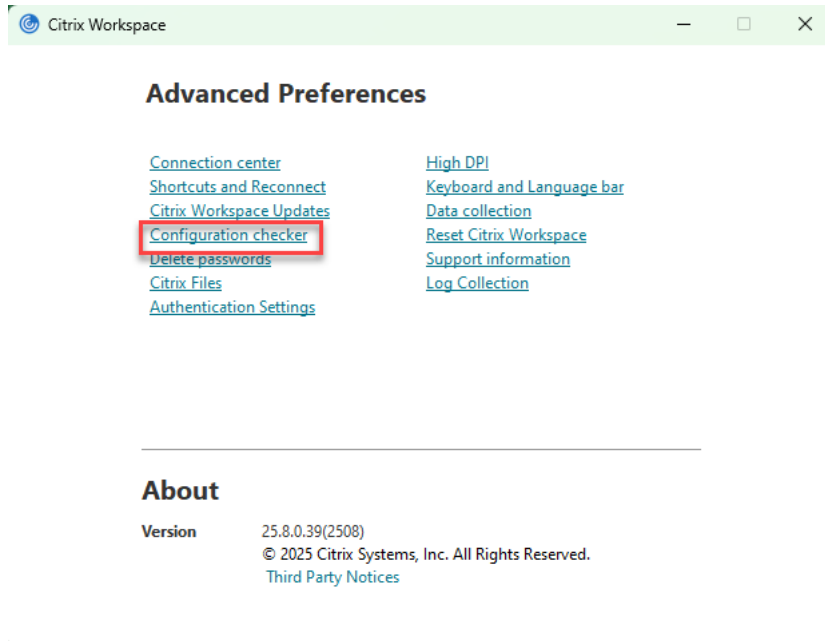 Citrix Workspace
Advanced Preferences
Connection center
Shortcuts and Reconnect
Citrix Workspace Updates
Configuration checker
Delete passwords
Citrix Files
Authentication Settings
High DPI
Keyboard and Language bar
Data collection
Reset Citrix Workspace
Support information
Log Collection
About
Version 25.8.0.39(2508)
© 2025 Citrix Systems, Inc. All Rights Reserved.
Third Party Notices